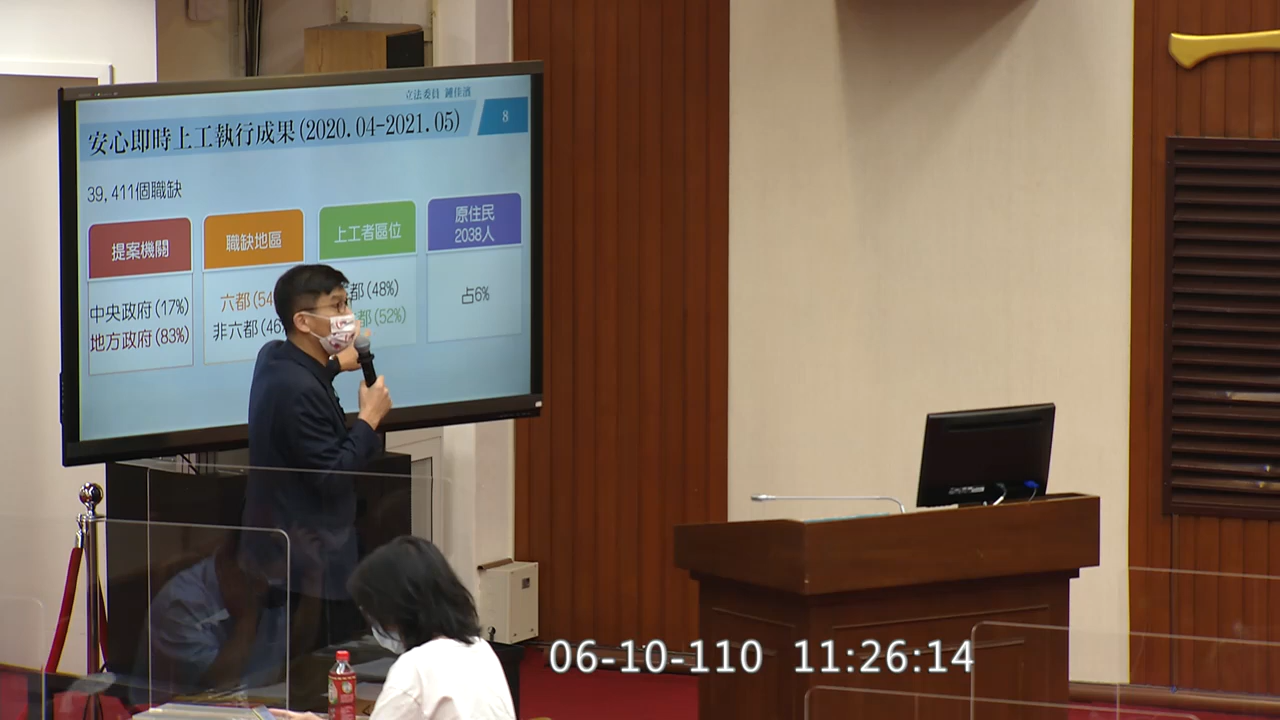 立法委員 鍾佳濱
8
安心即時上工執行成果(2020.04-2021.05)
39,411個職缺
提案機關
中央政府(17%)
地方政府(83%)
職缺地區
六都(54
非六都(46
上工者區位
都(48%)
都(52%)
原住民
2038人
占6%
06-10-110 11:26:14